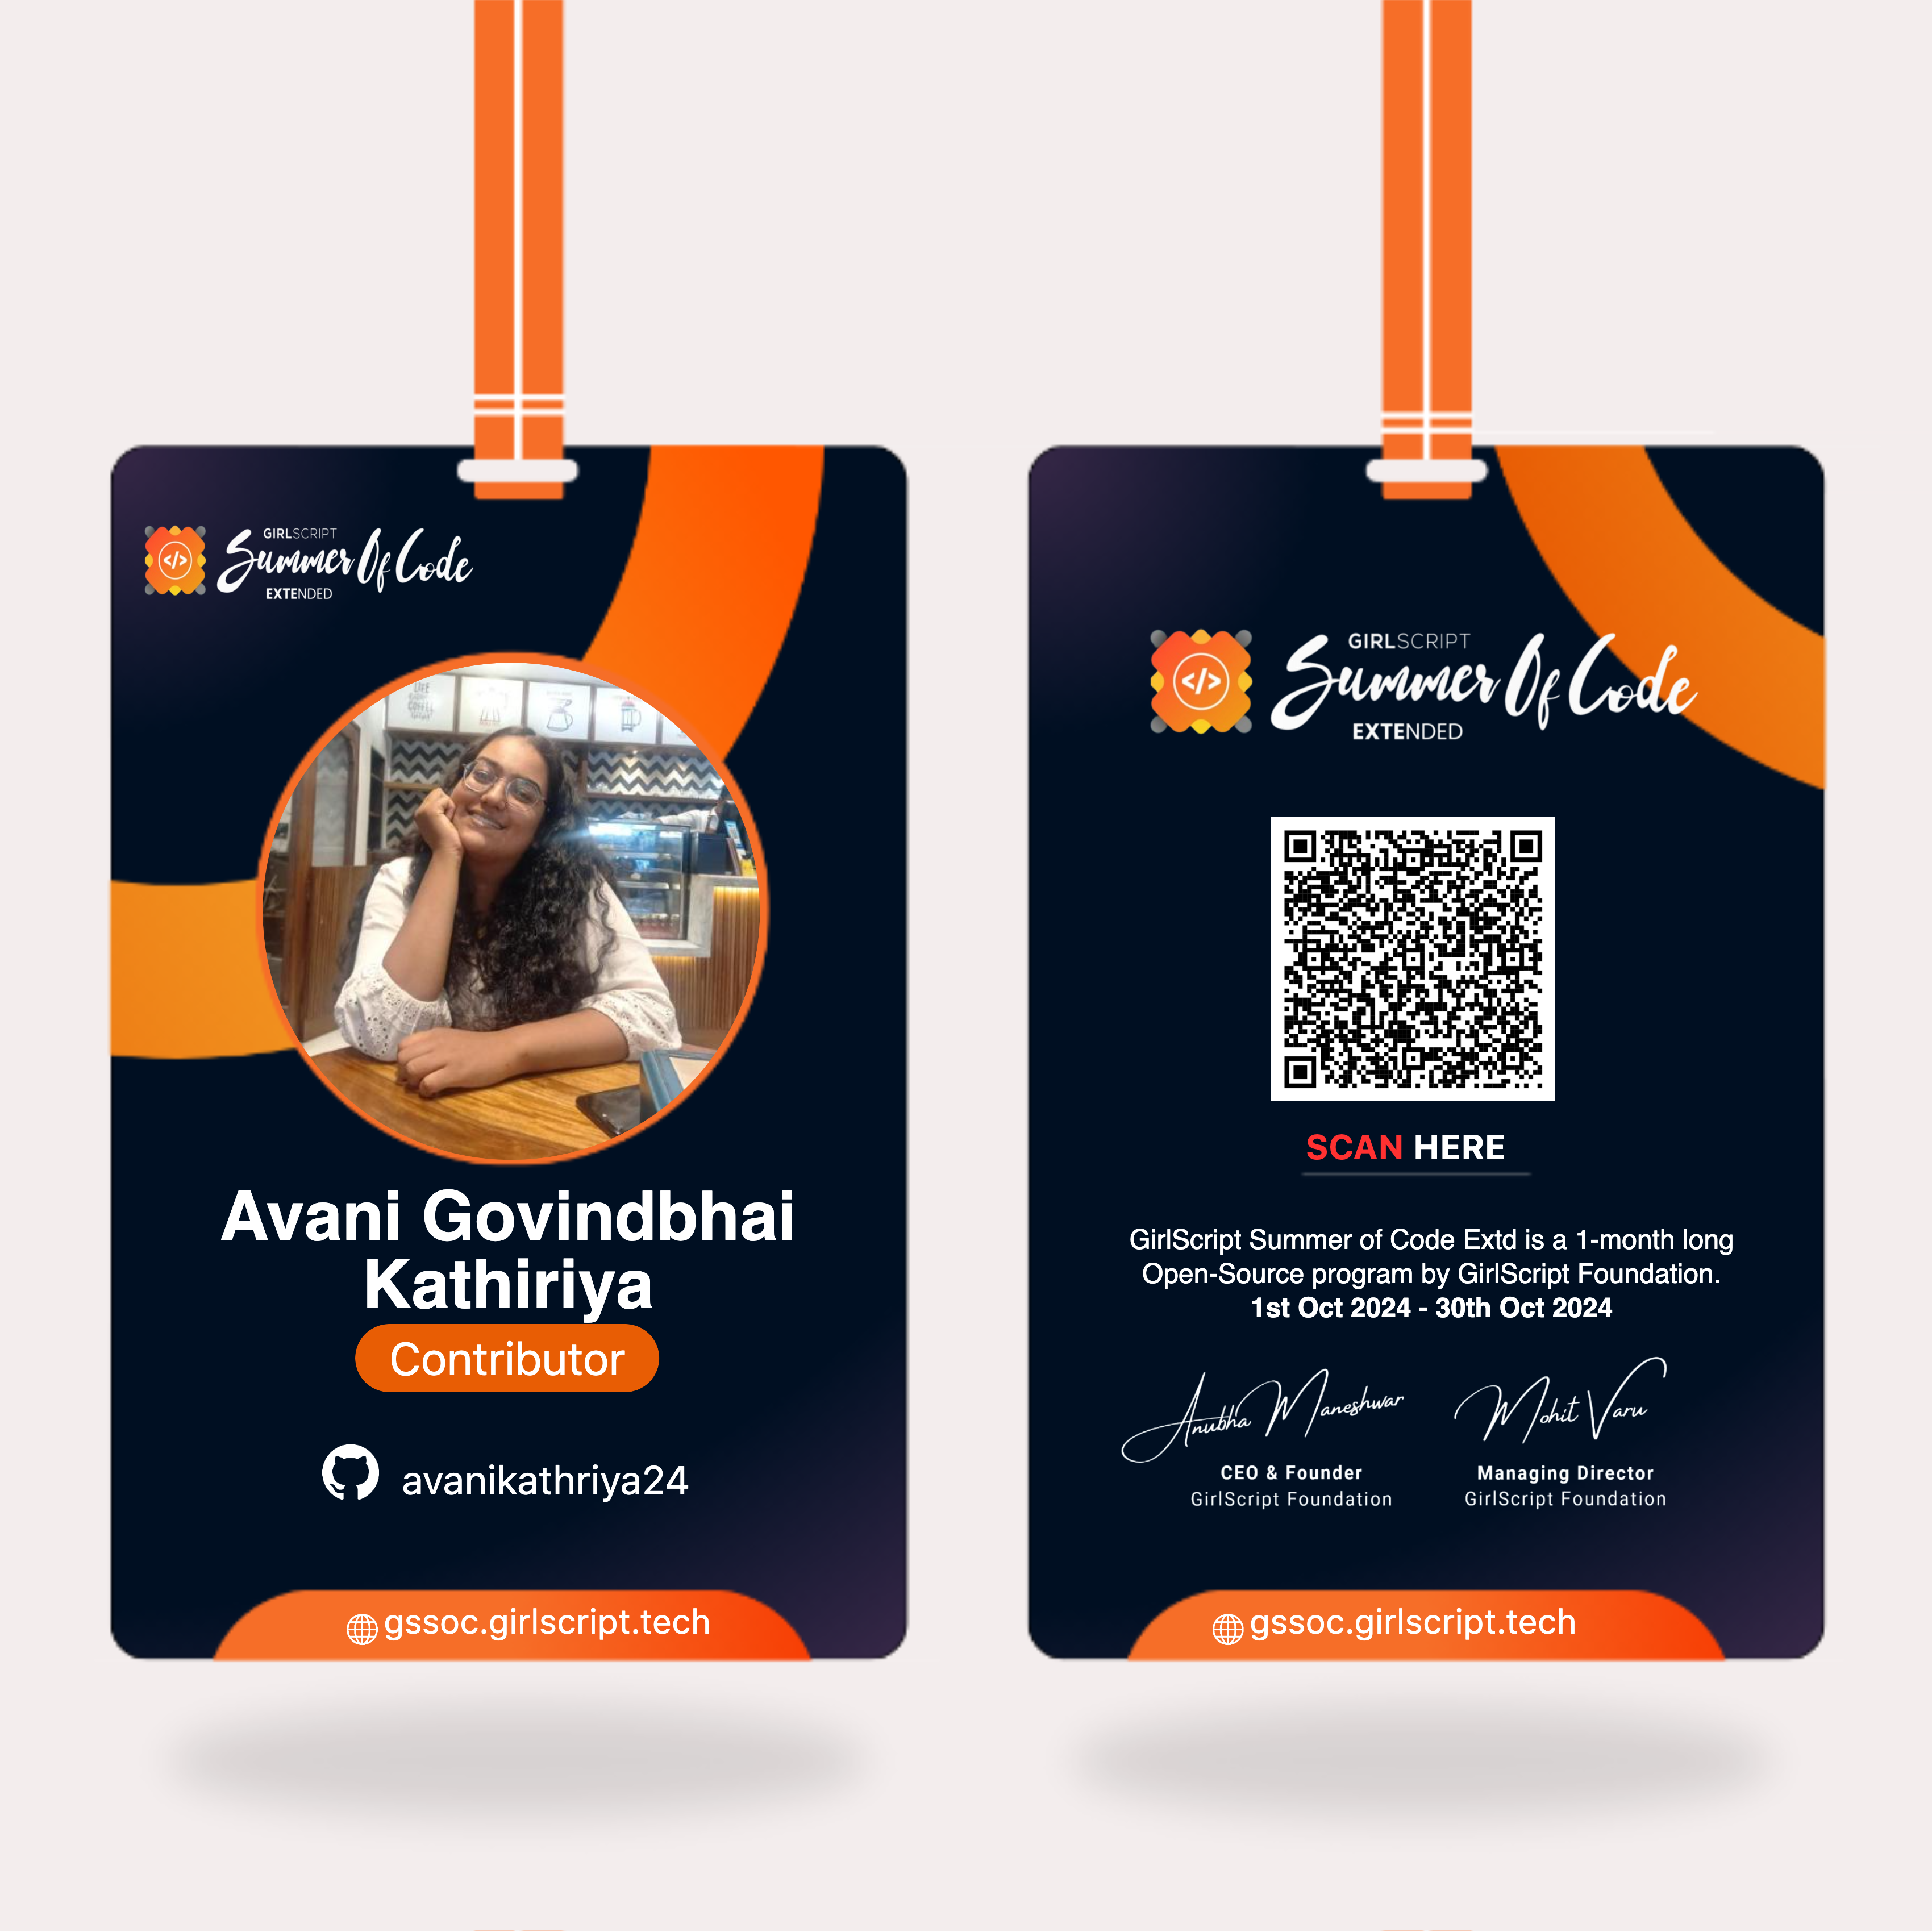 GIRLSCRIPT
Summer Of Code
EXTENDED
Avani Govindbhai
Kathiriya
Contributor
avanikathriya24
gssoc.girlscript.tech
GIRLSCRIPT
Summer Of Code
EXTENDED
SCAN HERE
GirlScript Summer of Code Extd is a 1-month long
Open-Source program by GirlScript Foundation.
1st Oct 2024 - 30th Oct 2024
Anubha Maneshwar
Mohit Varu
CEO & Founder
GirlScript Foundation
Managing Director
GirlScript Foundation
gssoc.girlscript.tech